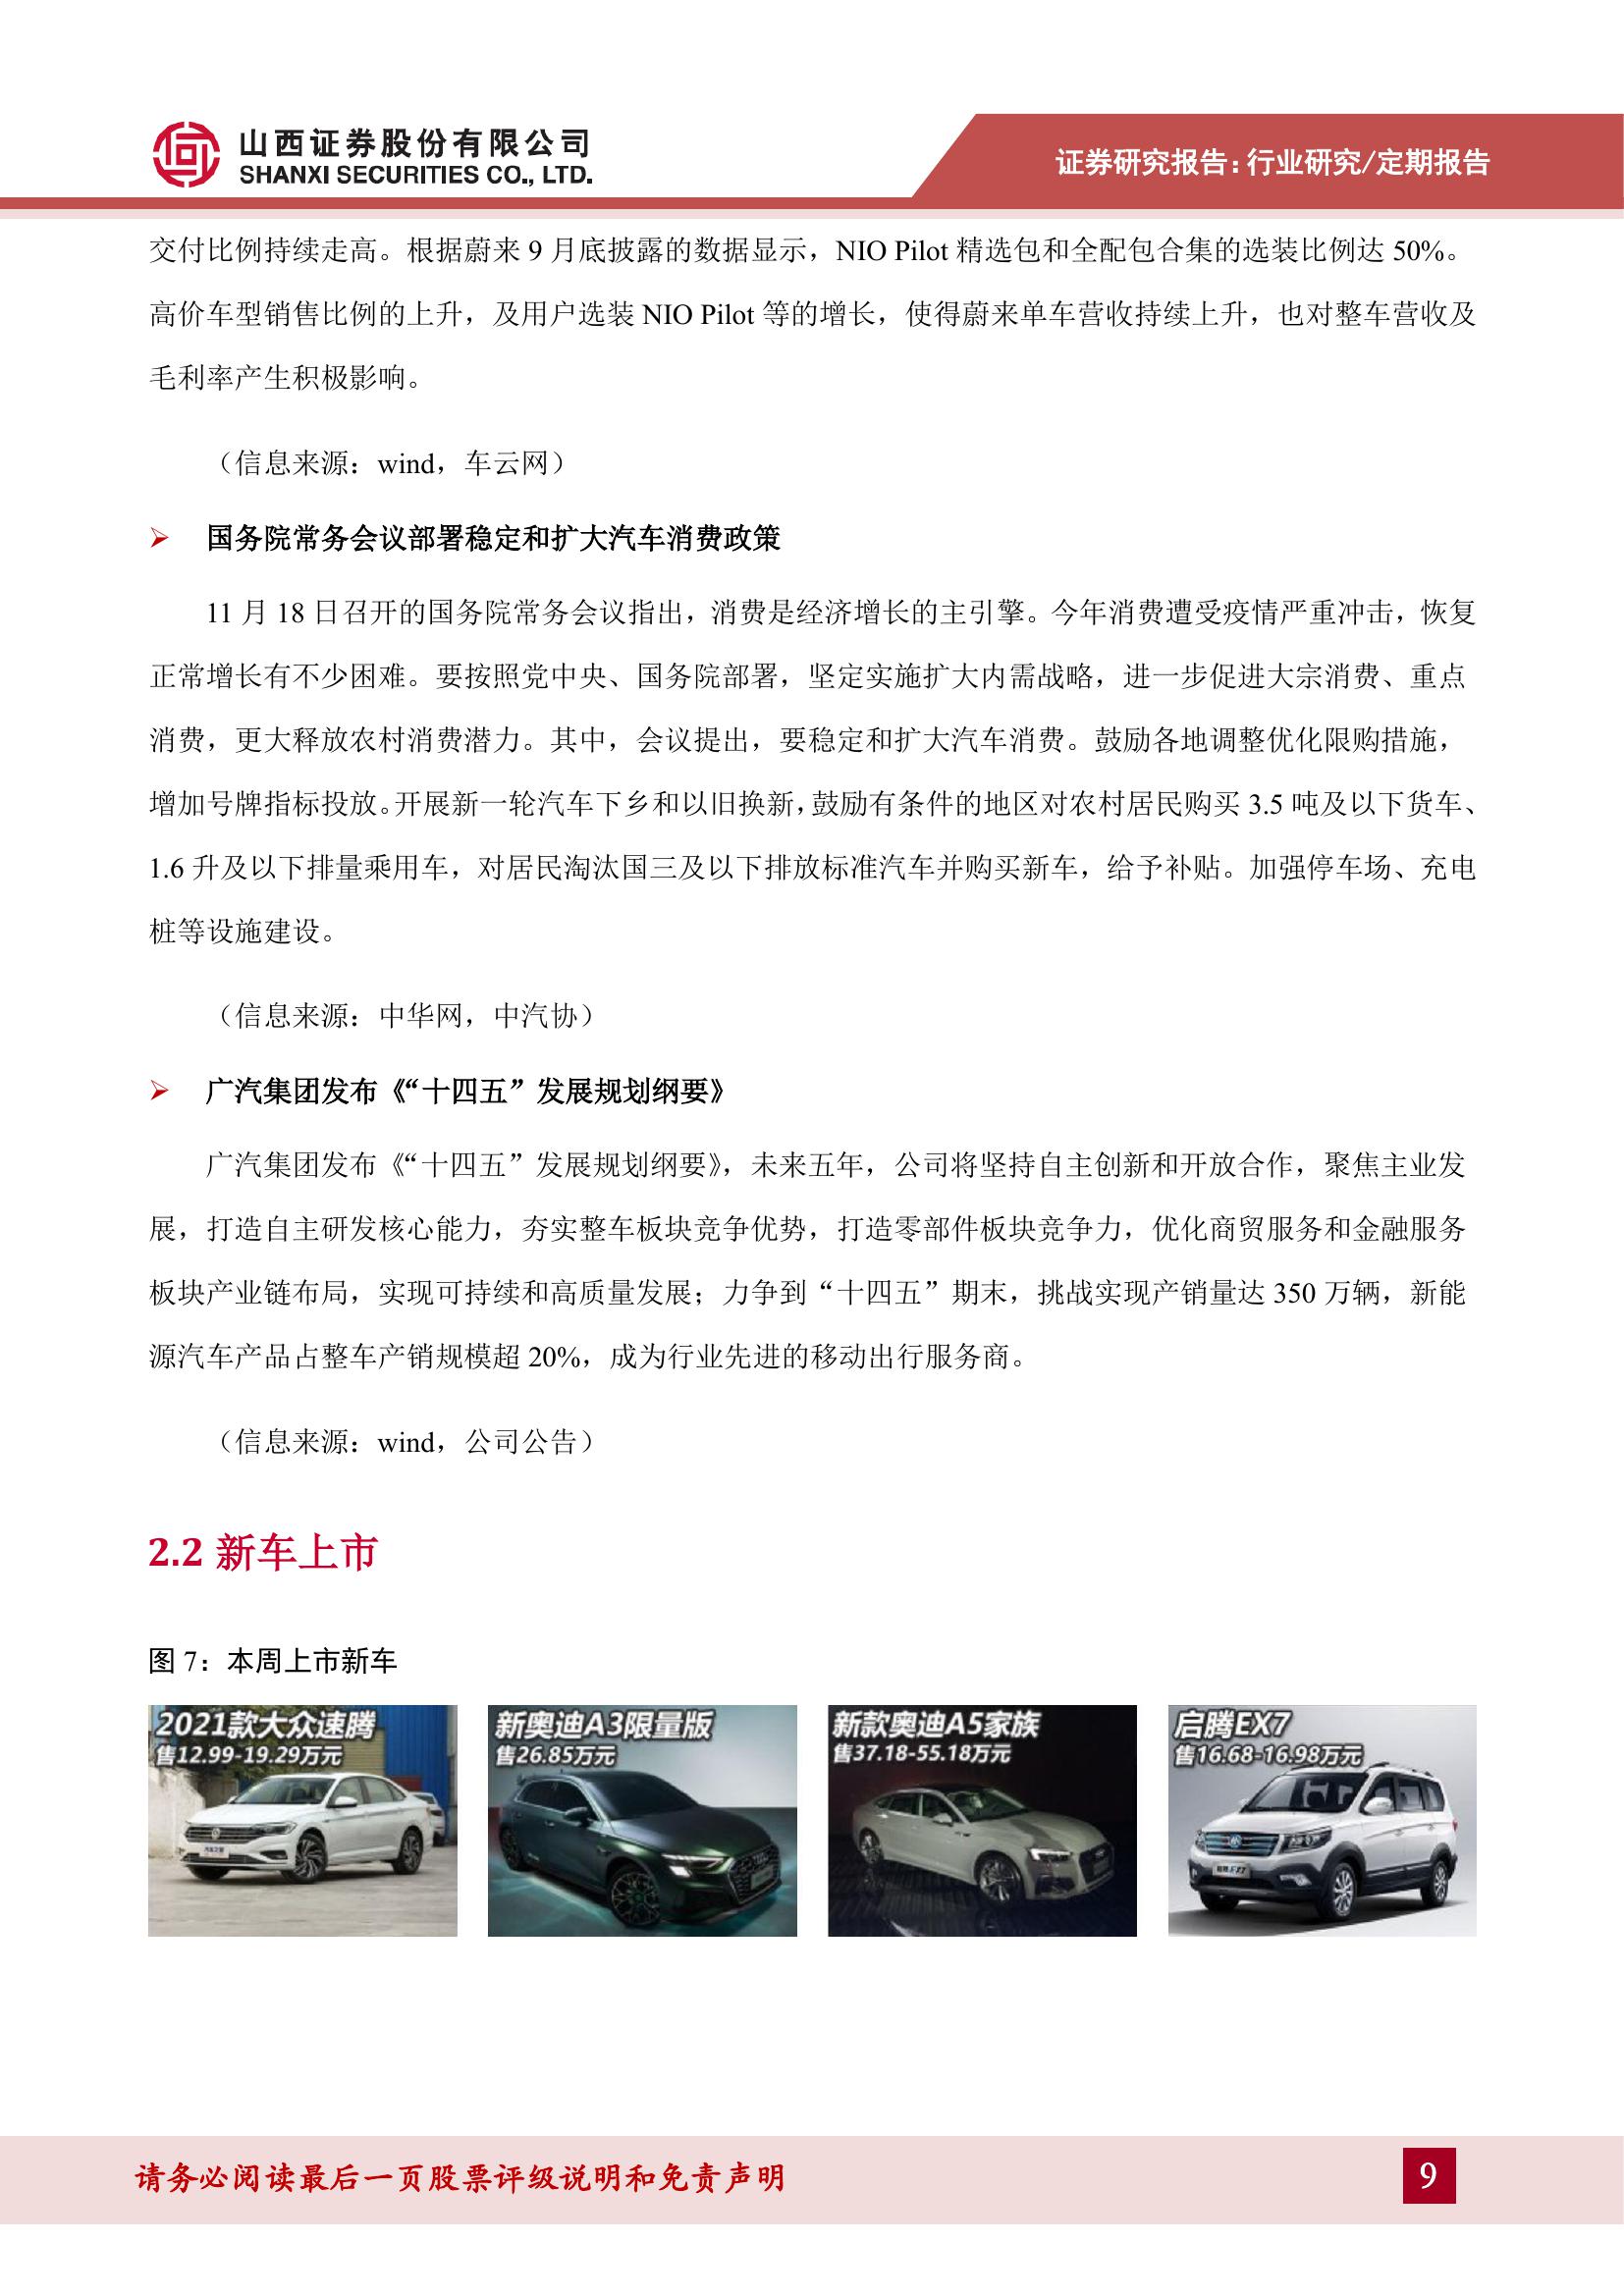 山西证券股份有限公司
SHANXI SECURITIES CO., LTD.
证券研究报告：行业研究/定期报告
交付比例持续走高。根据蔚来 9 月底披露的数据显示，NIO Pilot 精选包和全配包合集的选装比例达 50%。
高价车型销售比例的上升，及用户选装 NIO Pilot 等的增长，使得蔚来单车营收持续上升，也对整车营收及
毛利率产生积极影响。
（信息来源：wind，车云网）
➢ 国务院常务会议部署稳定和扩大汽车消费政策
11 月 18 日召开的国务院常务会议指出，消费是经济增长的主引擎。今年消费遭受疫情严重冲击，恢复
正常增长有不少困难。要按照党中央、国务院部署，坚定实施扩大内需战略，进一步促进大宗消费、重点
消费，更大释放农村消费潜力。其中，会议提出，要稳定和扩大汽车消费。鼓励各地调整优化限购措施，
增加号牌指标投放。开展新一轮汽车下乡和以旧换新，鼓励有条件的地区对农村居民购买 3.5 吨及以下货车、
1.6 升及以下排量乘用车，对居民淘汰国三及以下排放标准汽车并购买新车，给予补贴。加强停车场、充电
桩等设施建设。
（信息来源：中华网，中汽协）
➢ 广汽集团发布《“十四五”发展规划纲要》
广汽集团发布《“十四五”发展规划纲要》，未来五年，公司将坚持自主创新和开放合作，聚焦主业发
展，打造自主研发核心能力，夯实整车板块竞争优势，打造零部件板块竞争力，优化商贸服务和金融服务
板块产业链布局，实现可持续和高质量发展；力争到“十四五”期末，挑战实现产销量达 350 万辆，新能
源汽车产品占整车产销规模超 20%，成为行业先进的移动出行服务商。
（信息来源：wind，公司公告）
2.2 新车上市
图 7：本周上市新车
2021款大众速腾
售12.99-19.29万元
新奥迪A3限量版
售26.85万元
新款奥迪A5家族
售37.18-55.18万元
启腾EX7
售16.68-16.98万元
请务必阅读最后一页股票评级说明和免责声明
9